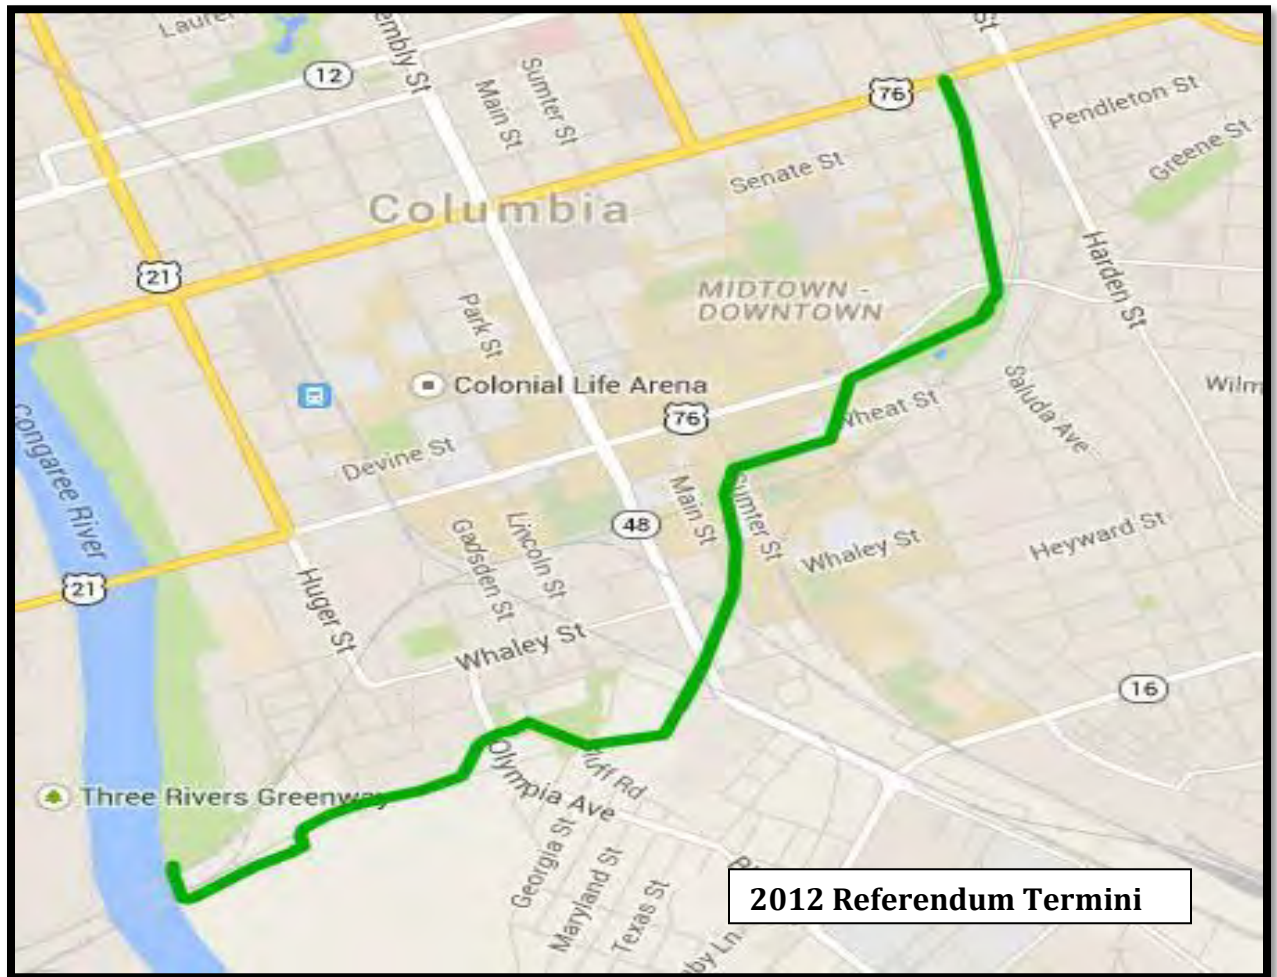 St
12
Main St
Sumter St
76
Pendleton St
Greene St
Senate St
Columbia
21
Harden St
MIDTOWN -
DOWNTOWN
Park St
Colonial Life Arena
Saluda Ave
76
Wheat St
Devine St
Congaree River
Main St
Sumter St
48
Lincoln St
Gadsden St
Whaley St
Heyward St
21
Huger St
Whaley St
16
Olympia Ave
Three Rivers Greenway
Georgia St
Maryland St
Texas St
2012 Referendum Termini